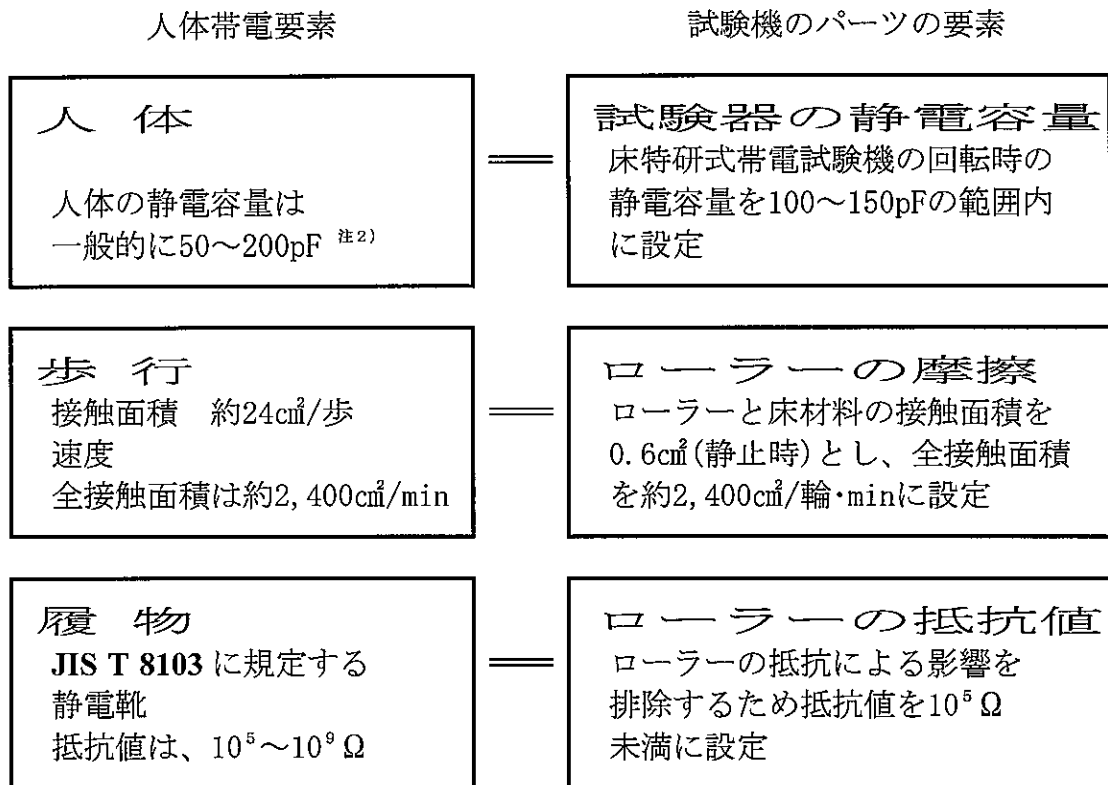 人体帯電要素
試験機のパーツの要素
人 体
人体の静電容量は
一般的に50～200pF 注2)
試験器の静電容量
床特研式帯電試験機の回転時の
静電容量を100～150pFの範囲内
に設定
歩 行
接触面積　約24c㎡/歩
速度
全接触面積は約2,400c㎡/min
ローラーの摩擦
ローラーと床材料の接触面積を
0.6c㎡(静止時)とし、全接触面積
を約2,400c㎡/輪･minに設定
履 物
JIS T 8103 に規定する
静電靴
抵抗値は、10⁵～10⁹Ω
ローラーの抵抗値
ローラーの抵抗による影響を
排除するため抵抗値を10⁵Ω
未満に設定